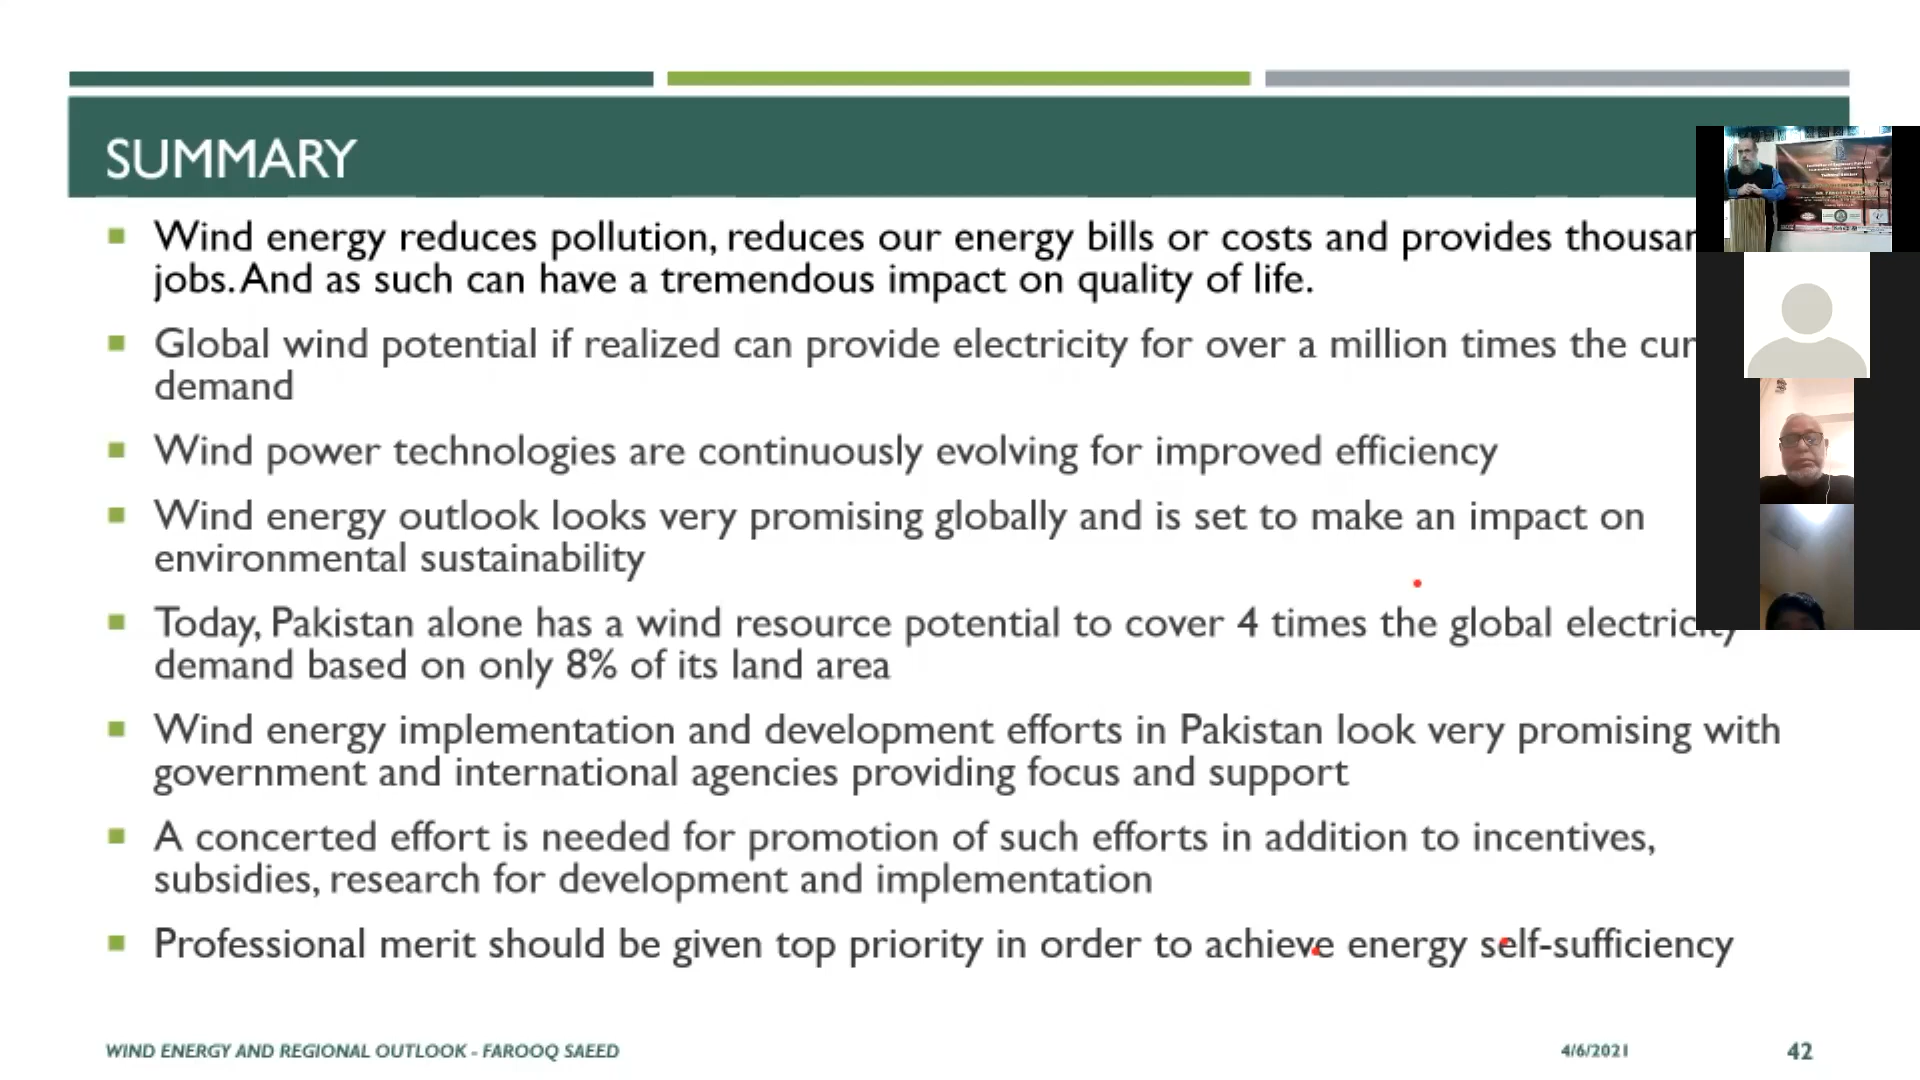 SUMMARY
Wind energy reduces pollution, reduces our energy bills or costs and provides
jobs. And as such can have a tremendous impact on quality of life.
Global wind potential if realized can provide electricity for over a million times the
demand
Wind power technologies are continuously evolving for improved efficiency
Wind energy outlook looks very promising globally and is set to make an impact on
environmental sustainability
Today, Pakistan alone has a wind resource potential to cover 4 times the global electricity
demand based on only 8% of its land area
Wind energy implementation and development efforts in Pakistan look very promising with
government and international agencies providing focus and support
A concerted effort is needed for promotion of such efforts in addition to incentives,
subsidies, research for development and implementation
Professional merit should be given top priority in order to achieve energy self-sufficiency
WIND ENERGY AND REGIONAL OUTLOOK - FAROOQ SAEED
4/6/2021
42